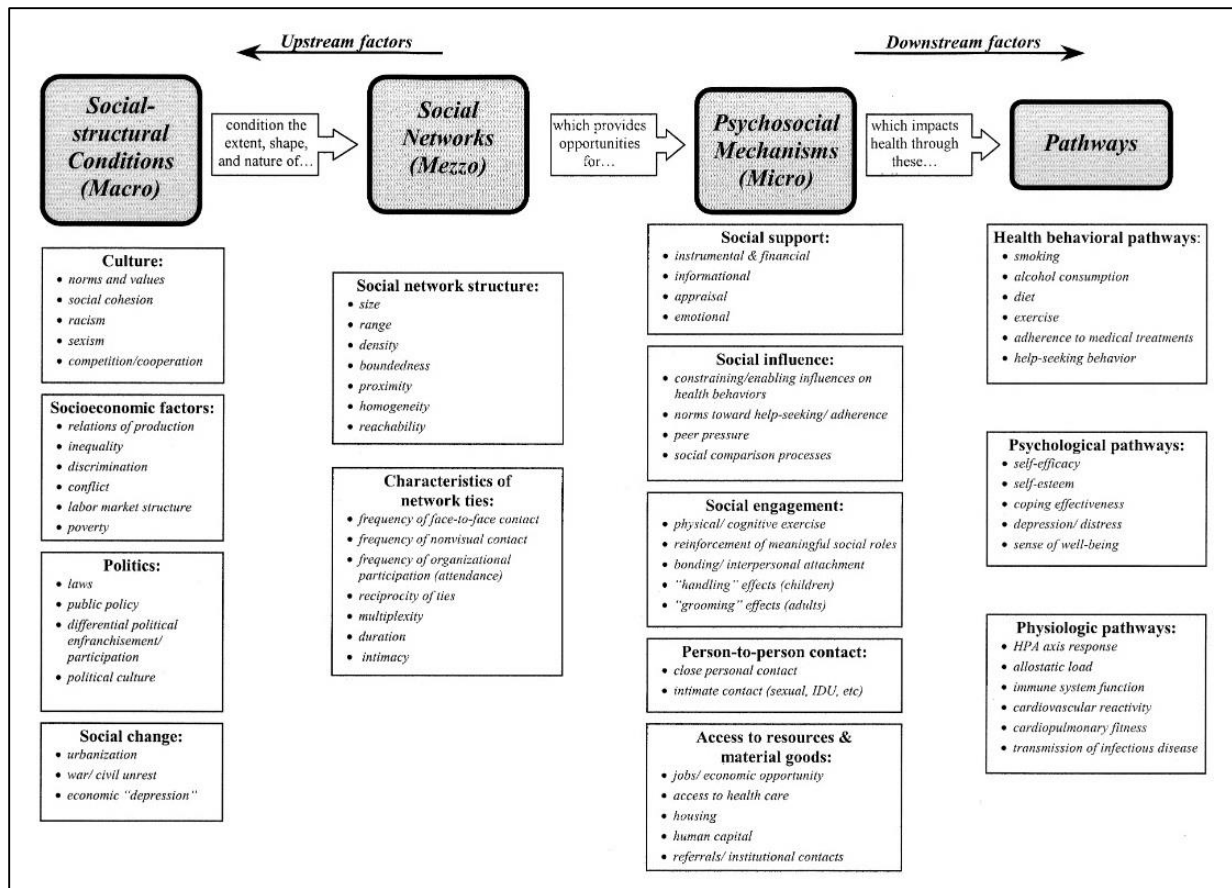 Upstream factors
Downstream factors
Social-
structural
Conditions
(Macro)
condition the
extent, shape,
and nature of…
Social
Networks
(Mezzo)
which provides
opportunities
for…
Psychosocial
Mechanisms
(Micro)
which impacts
health through
these…
Pathways
Culture:
• norms and values
• social cohesion
• racism
• sexism
• competition/cooperation
Socioeconomic factors:
• relations of production
• inequality
• discrimination
• conflict
• labor market structure
• poverty
Politics:
• laws
• public policy
• differential political
enfranchisement/
participation
• political culture
Social change:
• urbanization
• war/ civil unrest
• economic "depression"
Social network structure:
• size
• range
• density
• boundedness
• proximity
• homogeneity
• reachability
Characteristics of
network ties:
• frequency of face-to-face contact
• frequency of nonvisual contact
• frequency of organizational
participation (attendance)
• reciprocity of ties
• multiplexity
• duration
• intimacy
Social support:
• instrumental & financial
• informational
• appraisal
• emotional
Social influence:
• constraining/enabling influences on
health behaviors
• norms toward help-seeking/ adherence
• peer pressure
• social comparison processes
Social engagement:
• physical/ cognitive exercise
• reinforcement of meaningful social roles
• bonding/ interpersonal attachment
• "handling" effects (children)
• "grooming" effects (adults)
Person-to-person contact:
• close personal contact
• intimate contact (sexual, IDU, etc)
Access to resources &
material goods:
• jobs/ economic opportunity
• access to health care
• housing
• human capital
• referrals/ institutional contacts
Health behavioral pathways:
• smoking
• alcohol consumption
• diet
• exercise
• adherence to medical treatments
• help-seeking behavior
Psychological pathways:
• self-efficacy
• self-esteem
• coping effectiveness
• depression/ distress
• sense of well-being
Physiologic pathways:
• HPA axis response
• allostatic load
• immune system function
• cardiovascular reactivity
• cardiopulmonary fitness
• transmission of infectious disease